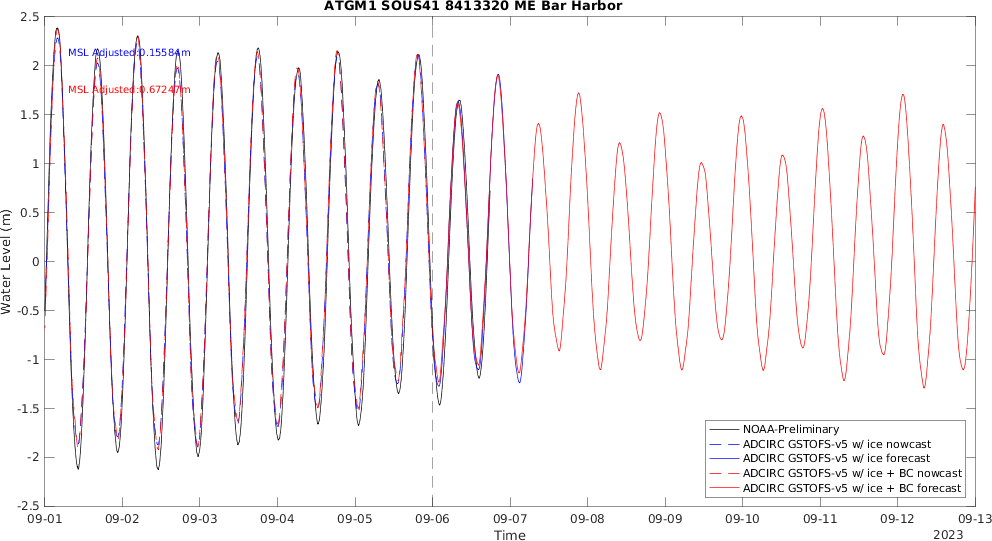 ATGM1 SOUS41 8413320 ME Bar Harbor
2.5
2
1.5
1
0.5
0
-0.5
-1
-1.5
-2
-2.5
Water Level (m)
MSL Adjusted:0.15584m
MSL Adjusted:0.67247m
NOAA-Preliminary
ADCIRC GSTOFS-v5 w/ ice nowcast
ADCIRC GSTOFS-v5 w/ ice forecast
ADCIRC GSTOFS-v5 w/ ice + BC nowcast
ADCIRC GSTOFS-v5 w/ ice + BC forecast
09-01 09-02 09-03 09-04 09-05 09-06 09-07 09-08 09-09 09-10 09-11 09-12 09-13
Time
2023